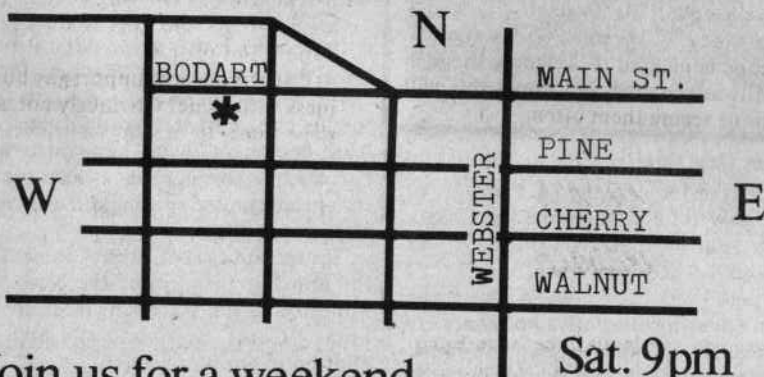 N
BODART
MAIN ST.
*
PINE
W
WEBSTER
E
CHERRY
WALNUT
Join us for a weekend
Sat. 9pm